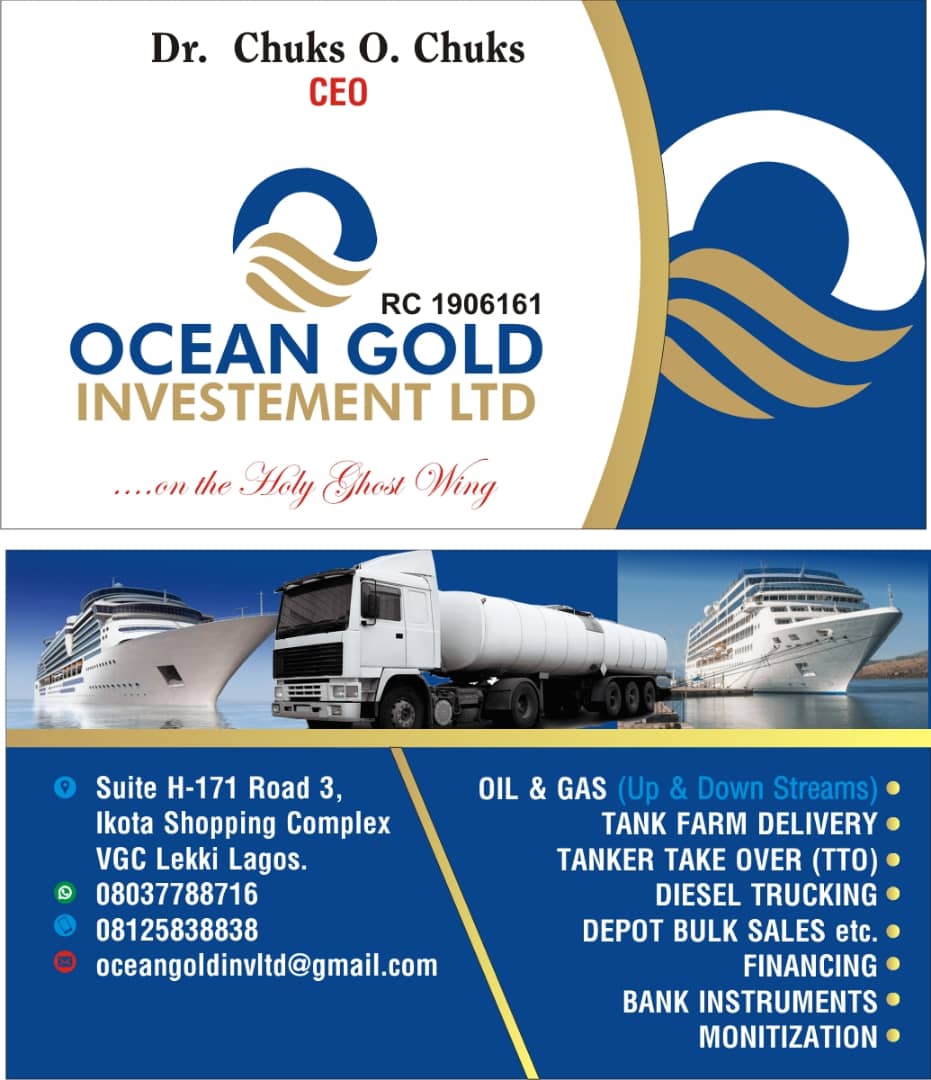 Dr. Chuks O. Chuks
CEO
RC 1906161
OCEAN GOLD
INVESTEMENT LTD
....on the Holy Ghost Wing
Suite H-171 Road 3,
Ikota Shopping Complex
VGC Lekki Lagos.
08037788716
08125838838
oceangoldinvltd@gmail.com
OIL & GAS (Up & Down Streams)
TANK FARM DELIVERY
TANKER TAKE OVER (TTO)
DIESEL TRUCKING
DEPOT BULK SALES etc.
FINANCING
BANK INSTRUMENTS
MONITIZATION